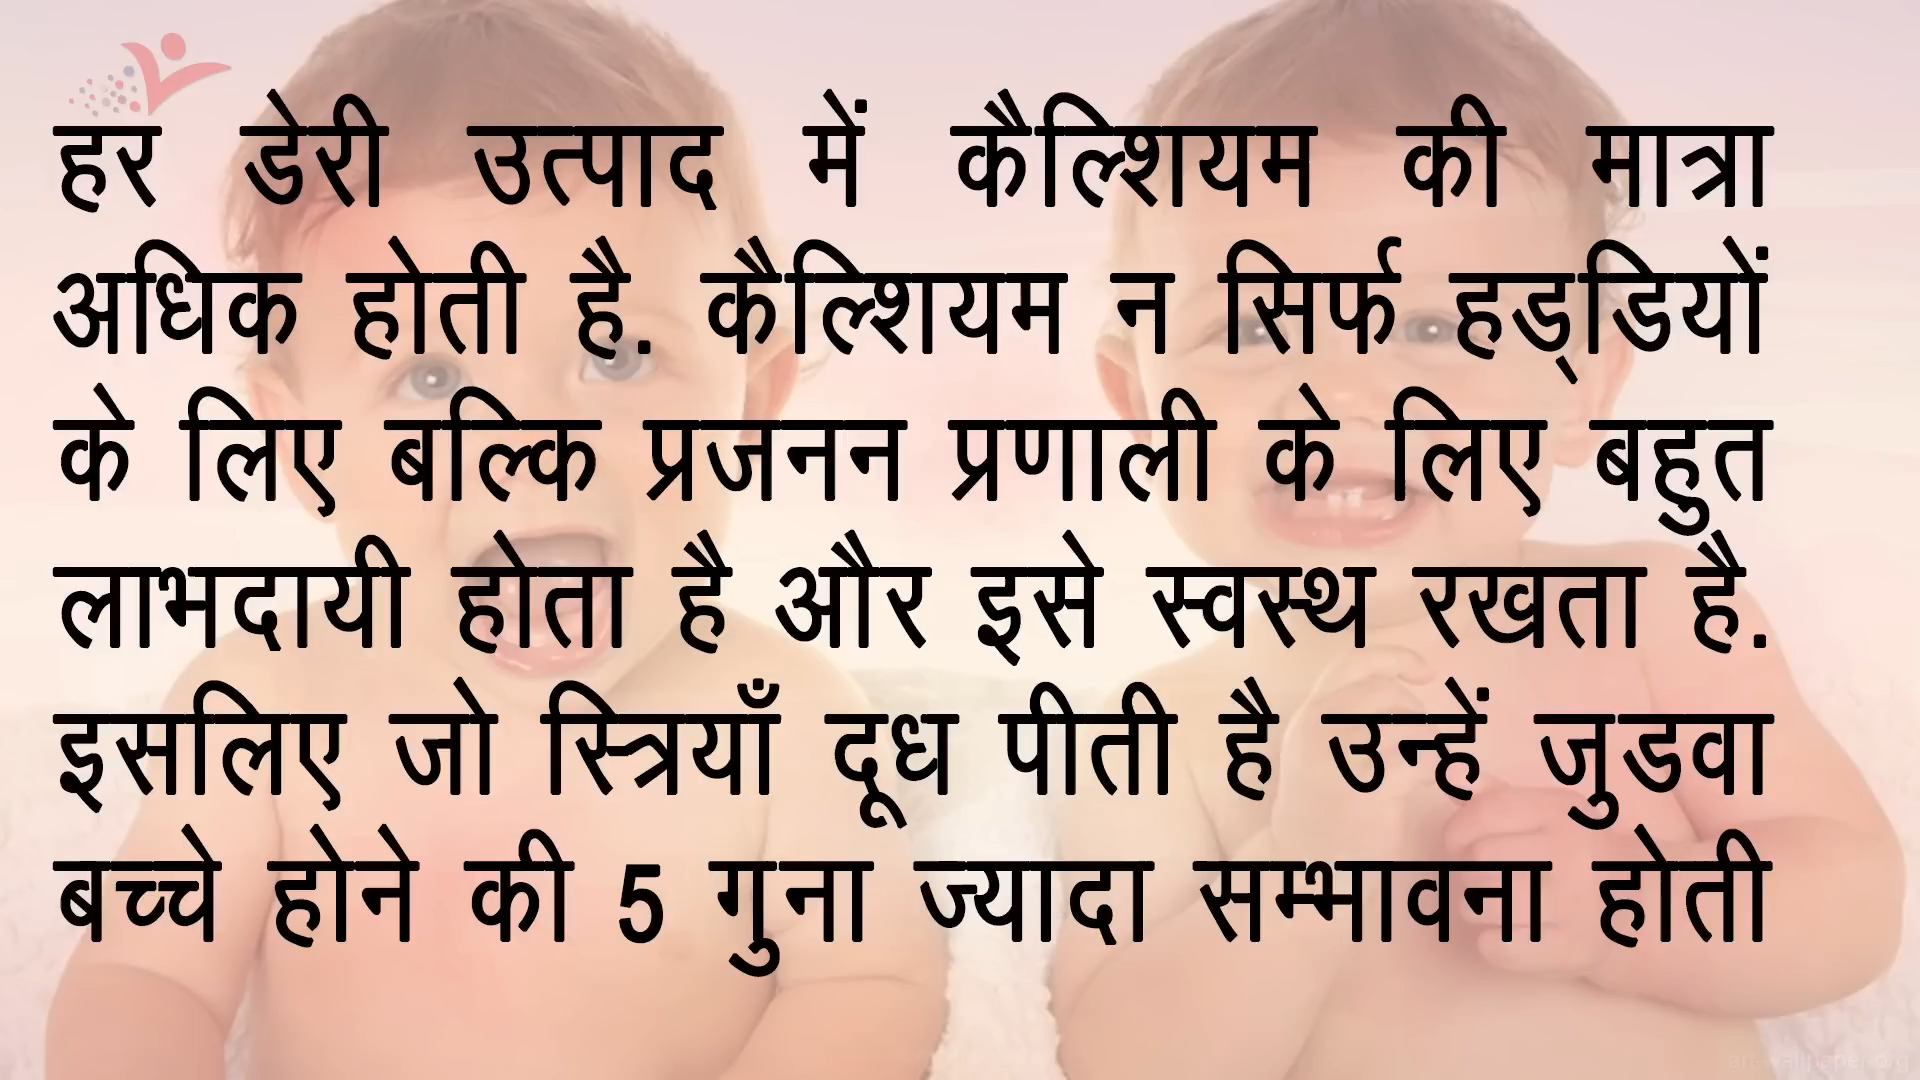 हर डेरी उत्पाद में कैल्शियम की मात्रा
अधिक होती है. कैल्शियम न सिर्फ हड्डियों
के लिए बल्कि प्रजनन प्रणाली के लिए बहुत
लाभदायी होता है और इसे स्वस्थ रखता है.
इसलिए जो स्त्रियाँ दूध पीती है उन्हें जुडवा
बच्चे होने की 5 गुना ज्यादा सम्भावना होती